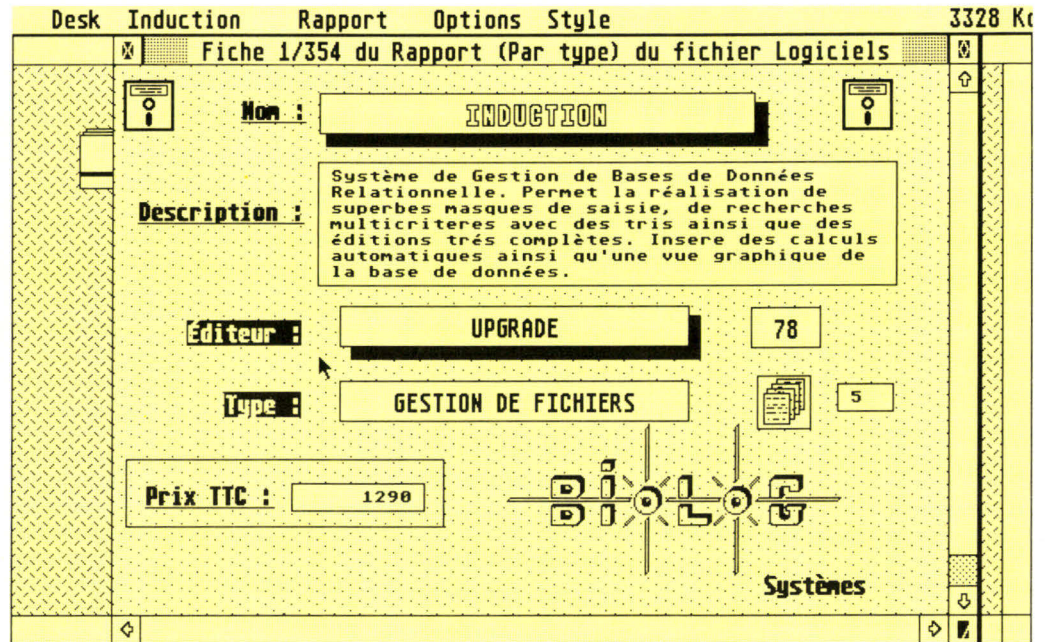 Desk Induction Rapport Options Style 3328 Ko
Fiche 1/354 du Rapport (Par type) du fichier Logiciels
Nom : INDUCTION
Système de Gestion de Bases de Données
Relationnelle. Permet la réalisation de
Description : superbes masques de saisie, de recherches
multicriteres avec des tris ainsi que des
éditions trés complètes. Insere des calculs
automatiques ainsi qu'une vue graphique de
la base de données.
Éditeur : UPGRADE 78
Type : GESTION DE FICHIERS 5
Prix TTC : 1290
BiLOG
Systèmes